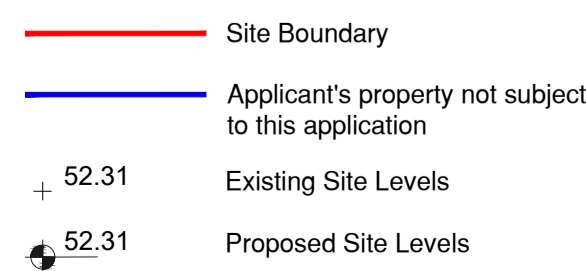 Site Boundary
Applicant's property not subject
to this application
52.31 Existing Site Levels
52.31 Proposed Site Levels